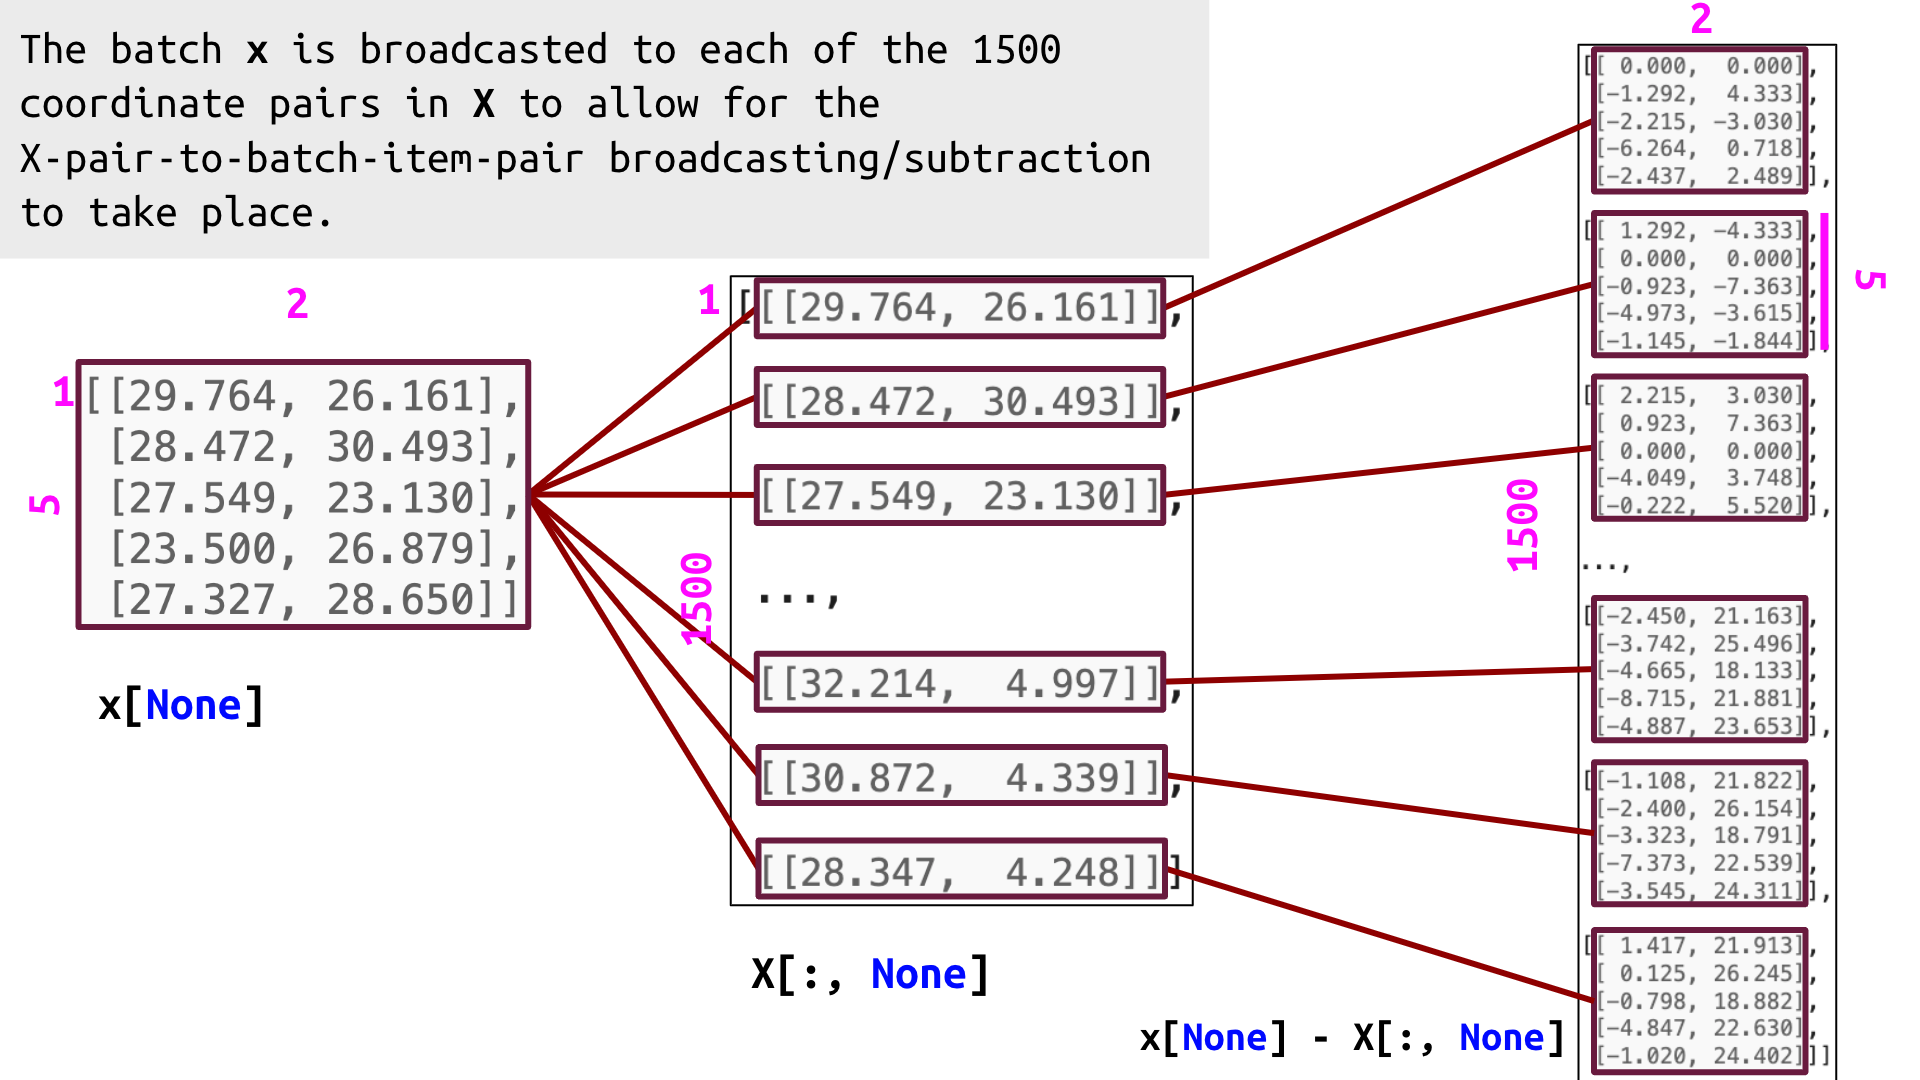 The batch x is broadcasted to each of the 1500
coordinate pairs in X to allow for the
X-pair-to-batch-item-pair broadcasting/subtraction
to take place.
2
1
5
[[29.764, 26.161],
[28.472, 30.493],
[27.549, 23.130],
[23.500, 26.879],
[27.327, 28.650]]
x[None]
1
1500
[[[29.764, 26.161]],
[[28.472, 30.493]],
[[27.549, 23.130]],
...,
[[32.214,  4.997]],
[[30.872,  4.339]],
[[28.347,  4.248]]]
X[:, None]
2
5
1500
[[[ 0.000,  0.000],
[-1.292,  4.333],
[-2.215, -3.030],
[-6.264,  0.718],
[-2.437,  2.489]],
[[ 1.292, -4.333],
[ 0.000,  0.000],
[-0.923, -7.363],
[-4.973, -3.615],
[-1.145, -1.844]],
[[ 2.215,  3.030],
[ 0.923,  7.363],
[ 0.000,  0.000],
[-4.049,  3.748],
[-0.222,  5.520]],
...,
[[-2.450, 21.163],
[-3.742, 25.496],
[-4.665, 18.133],
[-8.715, 21.881],
[-4.887, 23.653]],
[[-1.108, 21.822],
[-2.400, 26.154],
[-3.323, 18.791],
[-7.373, 22.539],
[-3.545, 24.311]],
[[ 1.417, 21.913],
[ 0.125, 26.245],
[-0.798, 18.882],
[-4.847, 22.630],
[-1.020, 24.402]]]
x[None] - X[:, None]